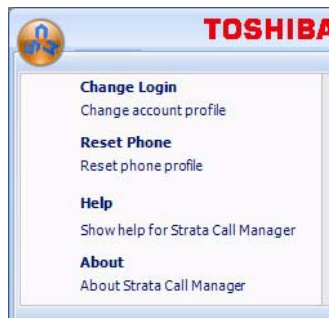 TOSHIBA
Change Login
Change account profile
Reset Phone
Reset phone profile
Help
Show help for Strata Call Manager
About
About Strata Call Manager